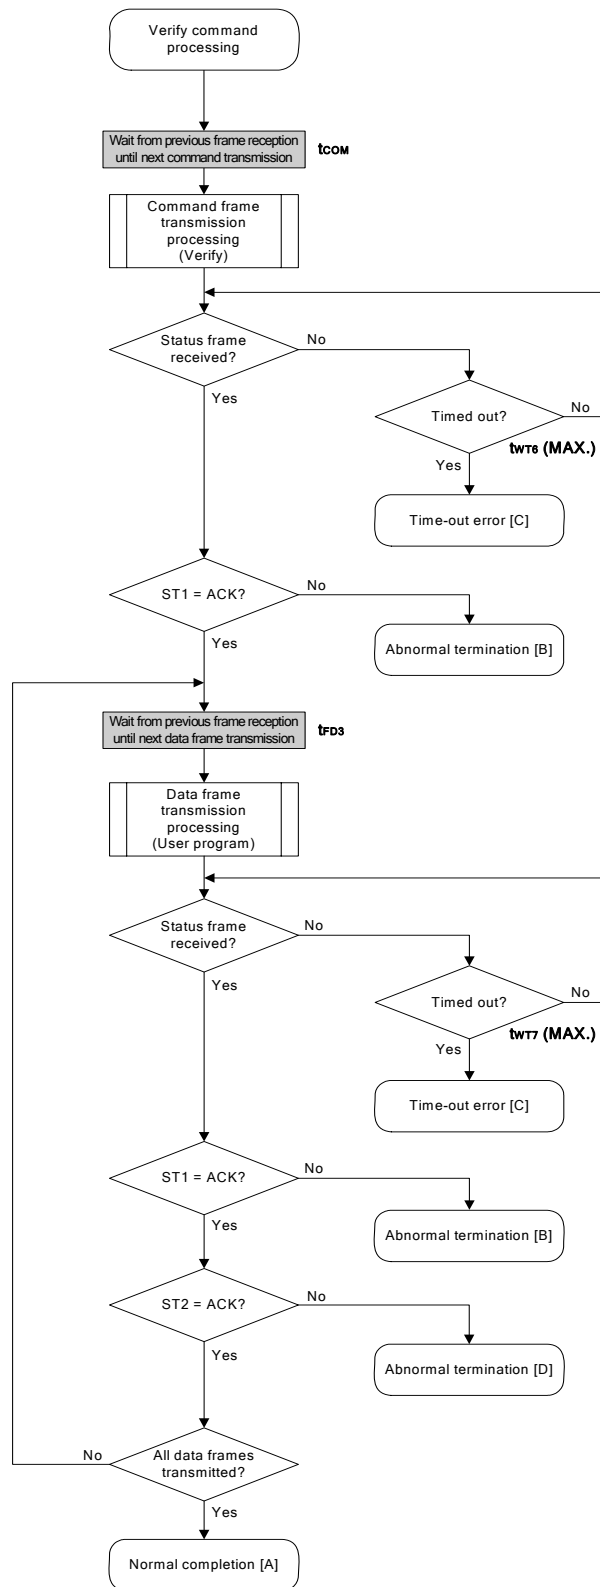 Verify command
processing
Wait from previous frame reception
until next command transmission
tCOM
Command frame
transmission
processing
(Verify)
Status frame
received?
No
Yes
Timed out?
No
tWT6 (MAX.)
Yes
Time-out error [C]
ST1 = ACK?
No
Yes
Abnormal termination [B]
Wait from previous frame reception
until next data frame transmission
tFD3
Data frame
transmission
processing
(User program)
Status frame
received?
No
Yes
Timed out?
No
tWT7 (MAX.)
Yes
Time-out error [C]
ST1 = ACK?
No
Yes
Abnormal termination [B]
ST2 = ACK?
No
Yes
Abnormal termination [D]
No
All data frames
transmitted?
Yes
Normal completion [A]